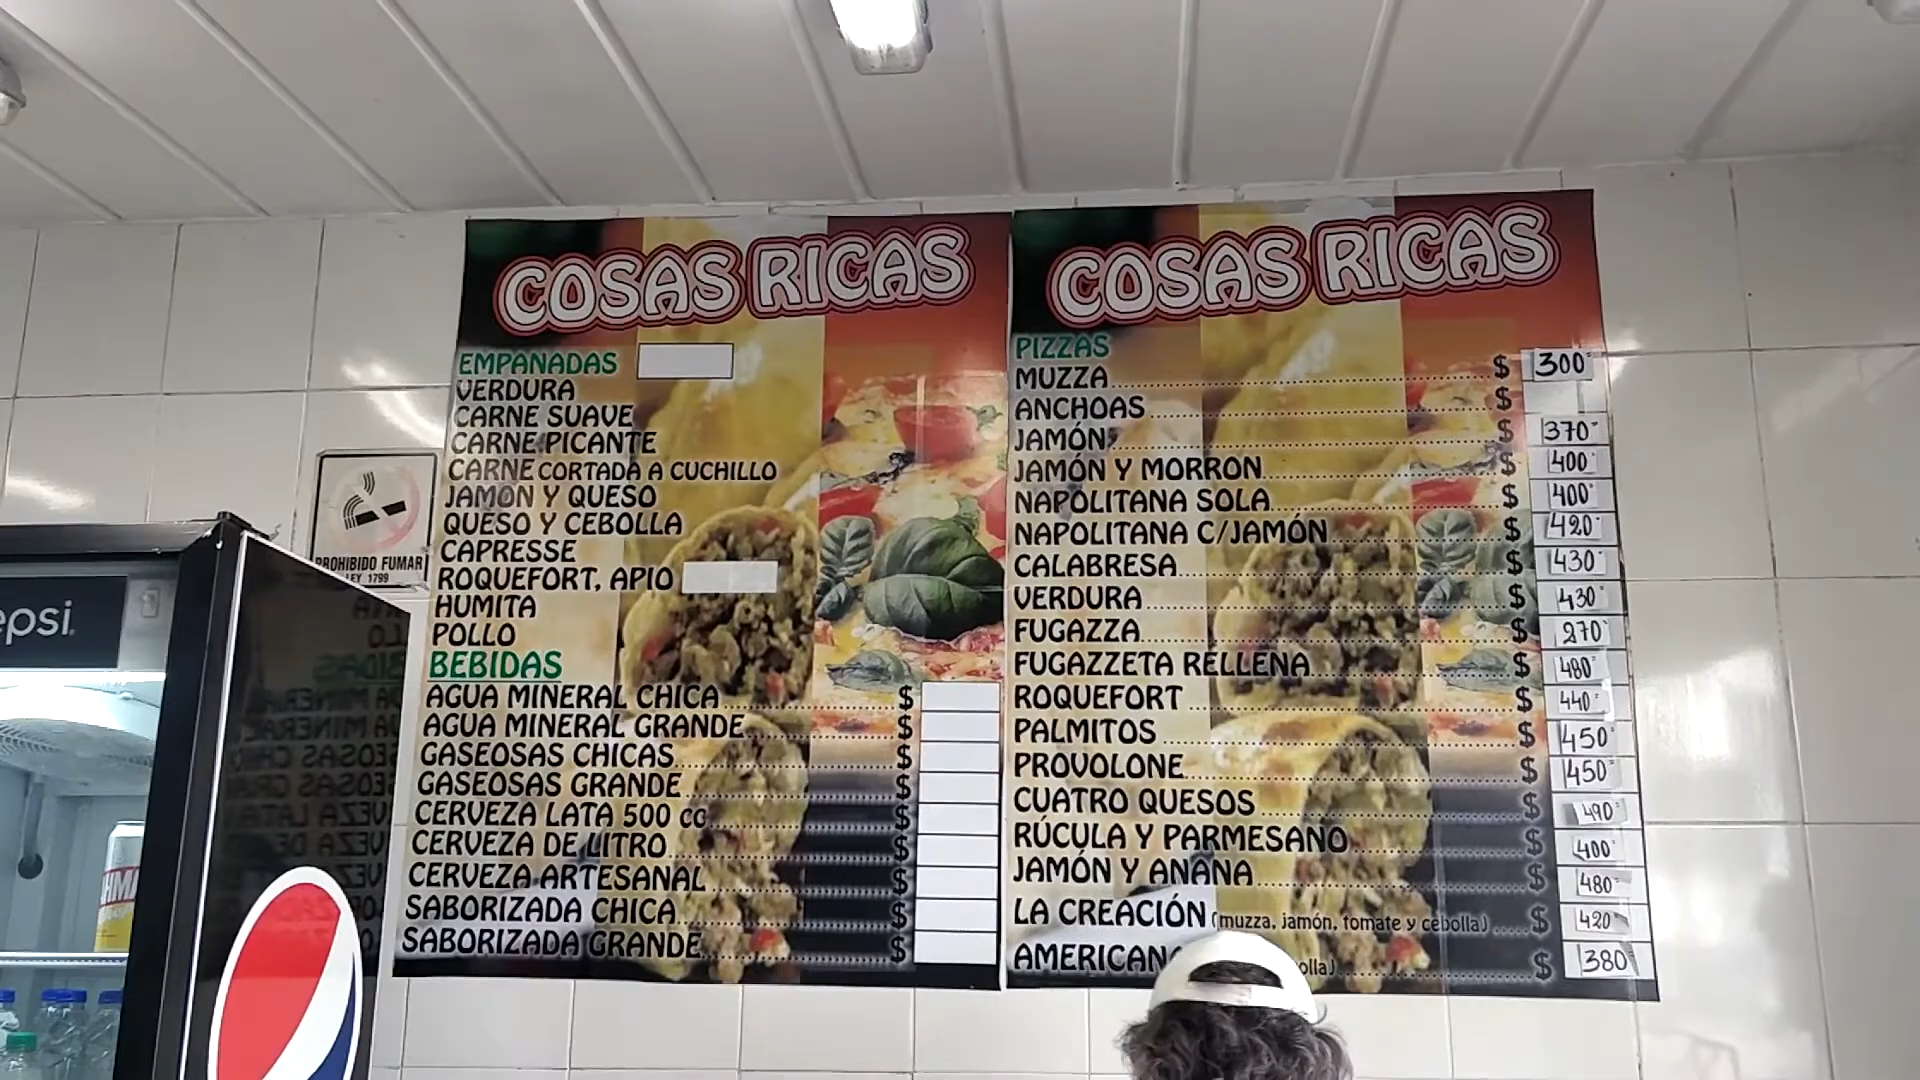 COSAS RICAS
EMPANADAS
VERDURA
CARNE SUAVE
CARNE PICANTE
CARNE CORTADA A CUCHILLO
JAMON Y QUESO
QUESO Y CEBOLLA
CAPRESSE
ROQUEFORT, APIO
HUMITA
POLLO
BEBIDAS
AGUA MINERAL CHICA $
AGUA MINERAL GRANDE $
GASEOSAS CHICAS $
GASEOSAS GRANDE $
CERVEZA LATA 500 cc $
CERVEZA DE LITRO $
CERVEZA ARTESANAL $
SABORIZADA CHICA $
SABORIZADA GRANDE $
COSAS RICAS
PIZZAS
MUZZA $ 300
ANCHOAS $
JAMÓN $ 370
JAMÓN Y MORRON $ 400
NAPOLITANA SOLA $ 400
NAPOLITANA C/JAMÓN $ 420
CALABRESA $ 430
VERDURA $ 430
FUGAZZA $ 270
FUGAZZETA RELLENA $ 480
ROQUEFORT $ 440
PALMITOS $ 450
PROVOLONE $ 450
CUATRO QUESOS $ 490
RÚCULA Y PARMESANO $ 400
JAMÓN Y ANANA $ 480
LA CREACIÓN (muzza, jamón, tomate y cebolla) $ 420
AMERICAN olla) $ 380
PROHIBIDO FUMAR
LEY 1799
epsi